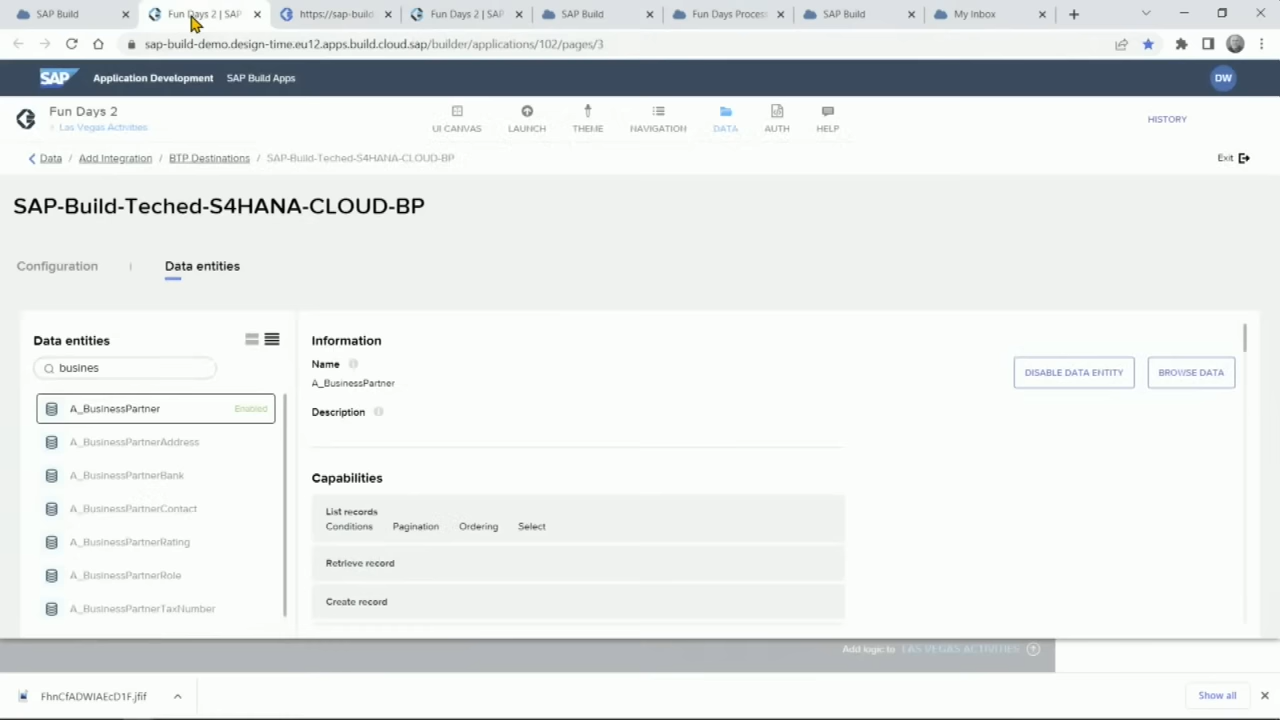 SAP Build
Fun Days 2 | SAP
https://sap-build
Fun Days 2 | SAP
SAP Build
Fun Days Process
SAP Build
My Inbox
sap-build-demo.design-time.eu12.apps.build.cloud.sap/builder/applications/102/pages/3
SAP Application Development SAP Build Apps DW
Fun Days 2
Las Vegas Activities
UI CANVAS LAUNCH THEME NAVIGATION DATA AUTH HELP HISTORY
Data / Add Integration / BTP Destinations / SAP-Build-Teched-S4HANA-CLOUD-BP Exit
SAP-Build-Teched-S4HANA-CLOUD-BP
Configuration Data entities
Data entities
busines
A_BusinessPartner Enabled
A_BusinessPartnerAddress
A_BusinessPartnerBank
A_BusinessPartnerContact
A_BusinessPartnerRating
A_BusinessPartnerRole
A_BusinessPartnerTaxNumber
Information
Name
A_BusinessPartner
Description
DISABLE DATA ENTITY BROWSE DATA
Capabilities
List records
Conditions Pagination Ordering Select
Retrieve record
Create record
Add logic to LAS VEGAS ACTIVITIES ?
FhnCfADWIAEcD1F.jfif Show all